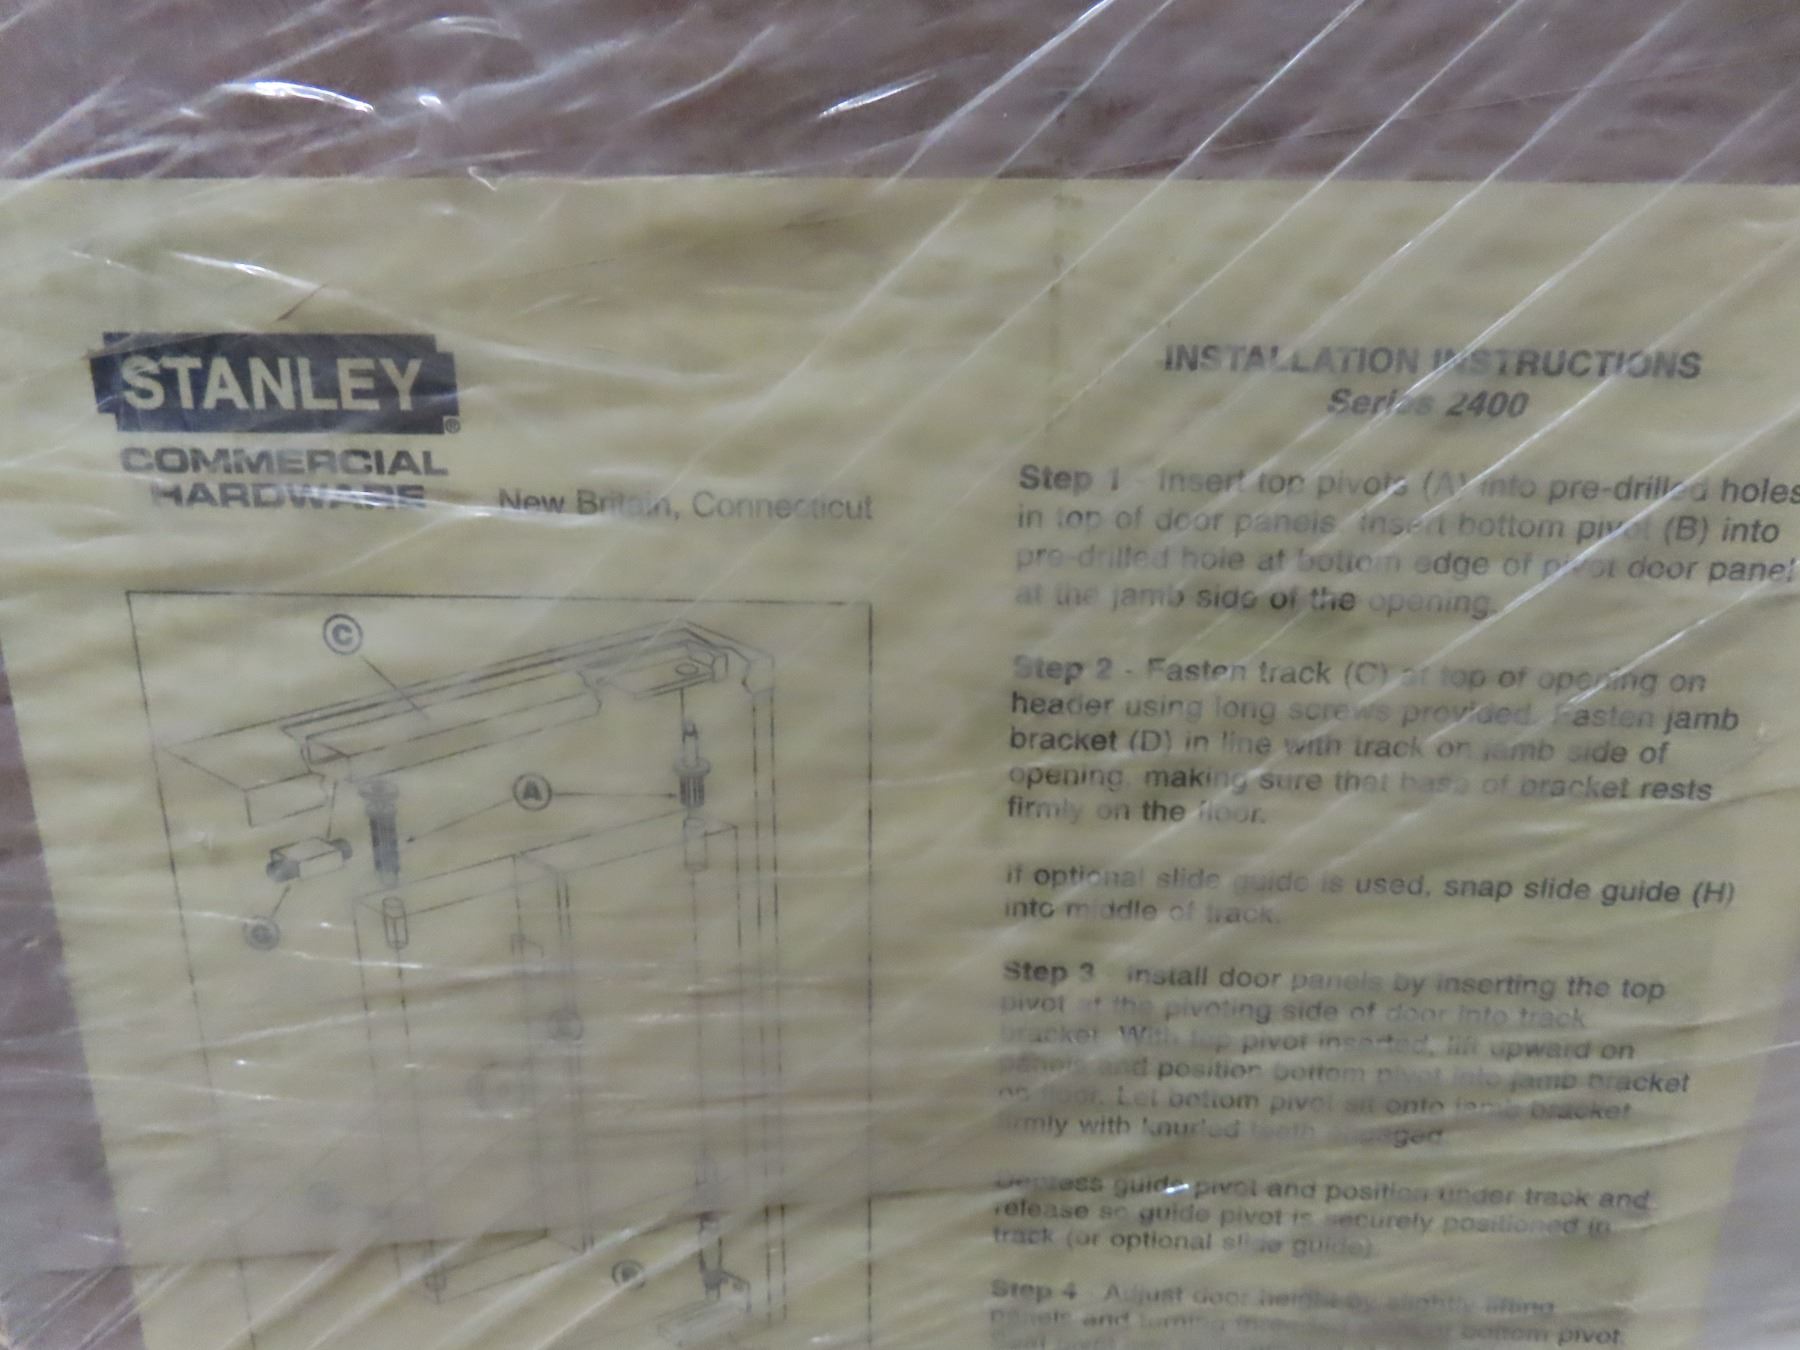 STANLEY®
COMMERCIAL
HARDWARE
New Britain, Connecticut
C
A
G
INSTALLATION INSTRUCTIONS
Series 2400
Step 1 - Insert top pivots (A) into pre-drilled holes
in top of door panels. Insert bottom pivot (B) into
pre-drilled hole at bottom edge of pivot door panel
at the jamb side of the opening.
Step 2 - Fasten track (C) at top of opening on
header using long screws provided. Fasten jamb
bracket (D) in line with track on jamb side of
opening, making sure that base of bracket rests
firmly on the floor.
If optional slide guide is used, snap slide guide (H)
into middle of track.
Step 3 - Install door panels by inserting the top
pivot at the pivoting side of door into track
bracket. With top pivot inserted, lift upward on
panels and position bottom pivot into jamb bracket
on floor. Let bottom pivot sit onto jamb bracket
firmly with knurled teeth engaged.
Depress guide pivot and position under track and
release so guide pivot is securely positioned in
track (or optional slide guide).
Step 4 - Adjust door height by slightly lifting
panels and turning bottom pivot.